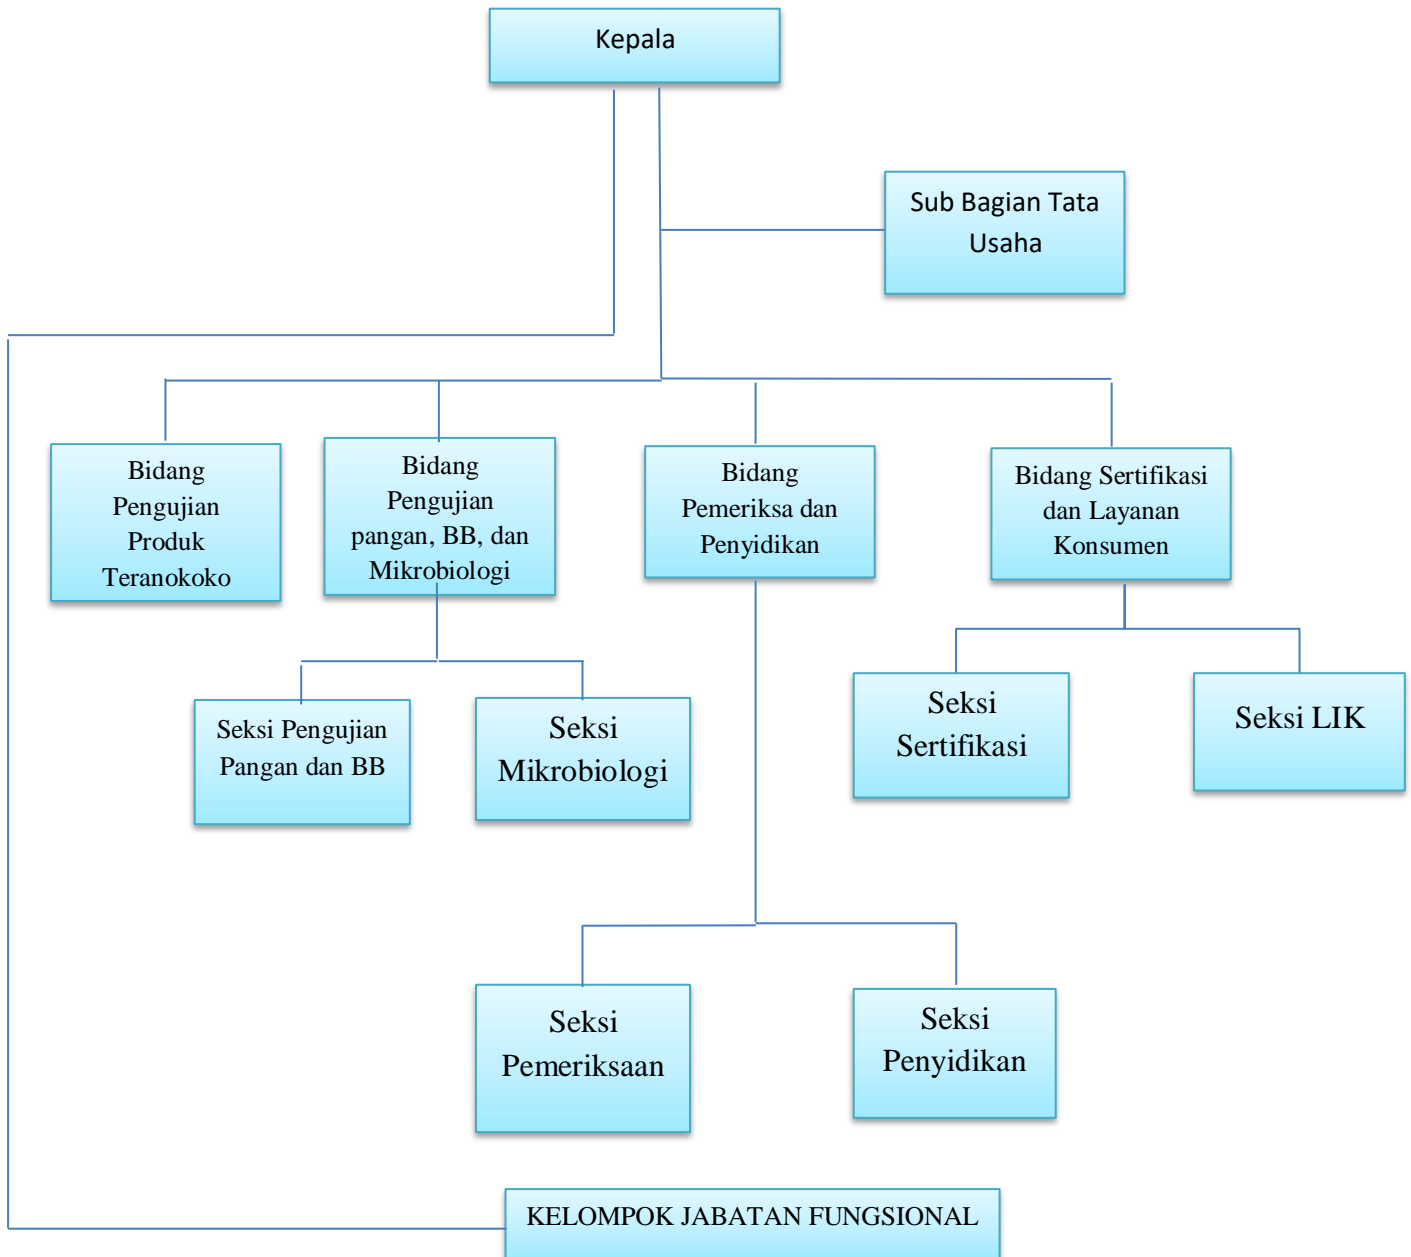 Kepala
Sub Bagian Tata
Usaha
Bidang
Pengujian
Produk
Teranokoko
Bidang
Pengujian
pangan, BB, dan
Mikrobiologi
Bidang
Pemeriksa dan
Penyidikan
Bidang Sertifikasi
dan Layanan
Konsumen
Seksi Pengujian
Pangan dan BB
Seksi
Mikrobiologi
Seksi
Sertifikasi
Seksi LIK
Seksi
Pemeriksaan
Seksi
Penyidikan
KELOMPOK JABATAN FUNGSIONAL